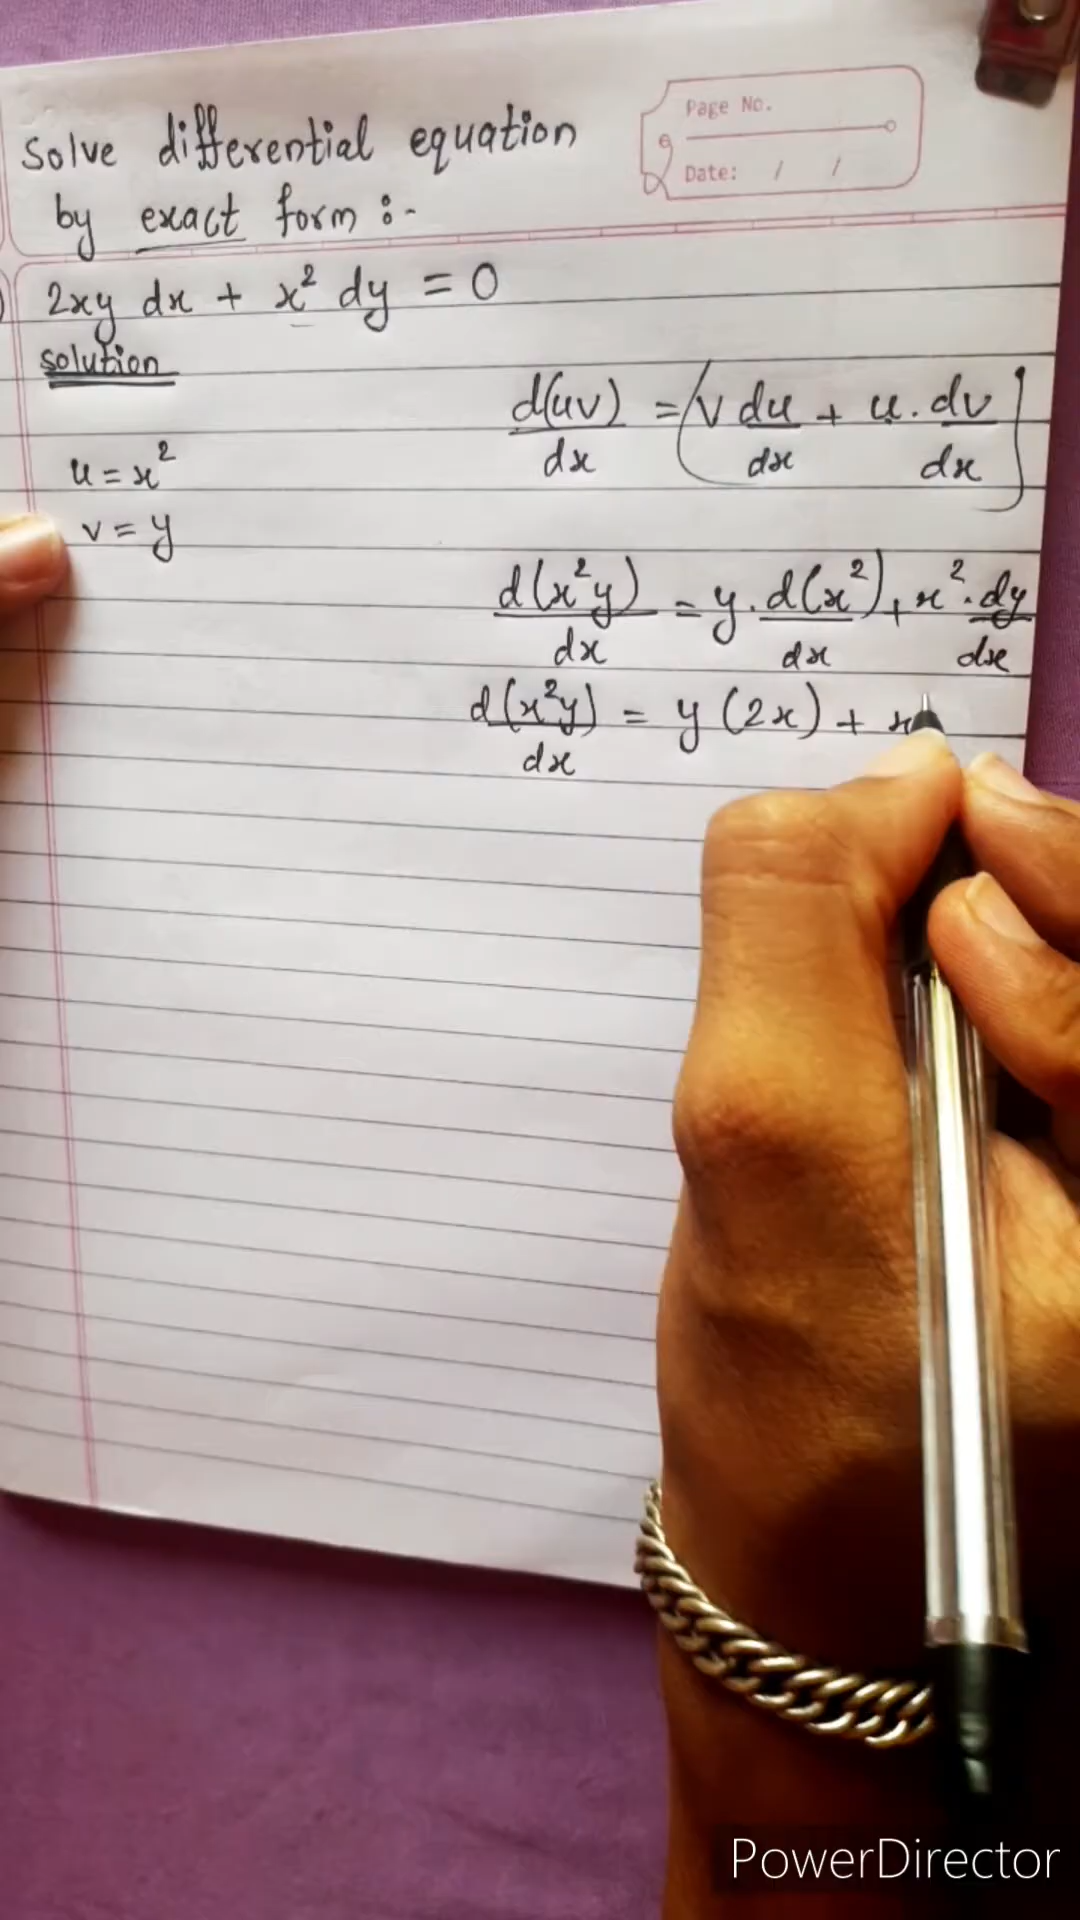 Page No.
Date: / /
Solve differential equation
by exact form :-
2xy dx + x² dy = 0
solution
d(uv)/dx = (v du/dx + u. dv/dx)
u = x²
v = y
d(x²y)/dx = y. d(x²)/dx + x². dy/dx
d(x²y)/dx = y (2x) + x
PowerDirector